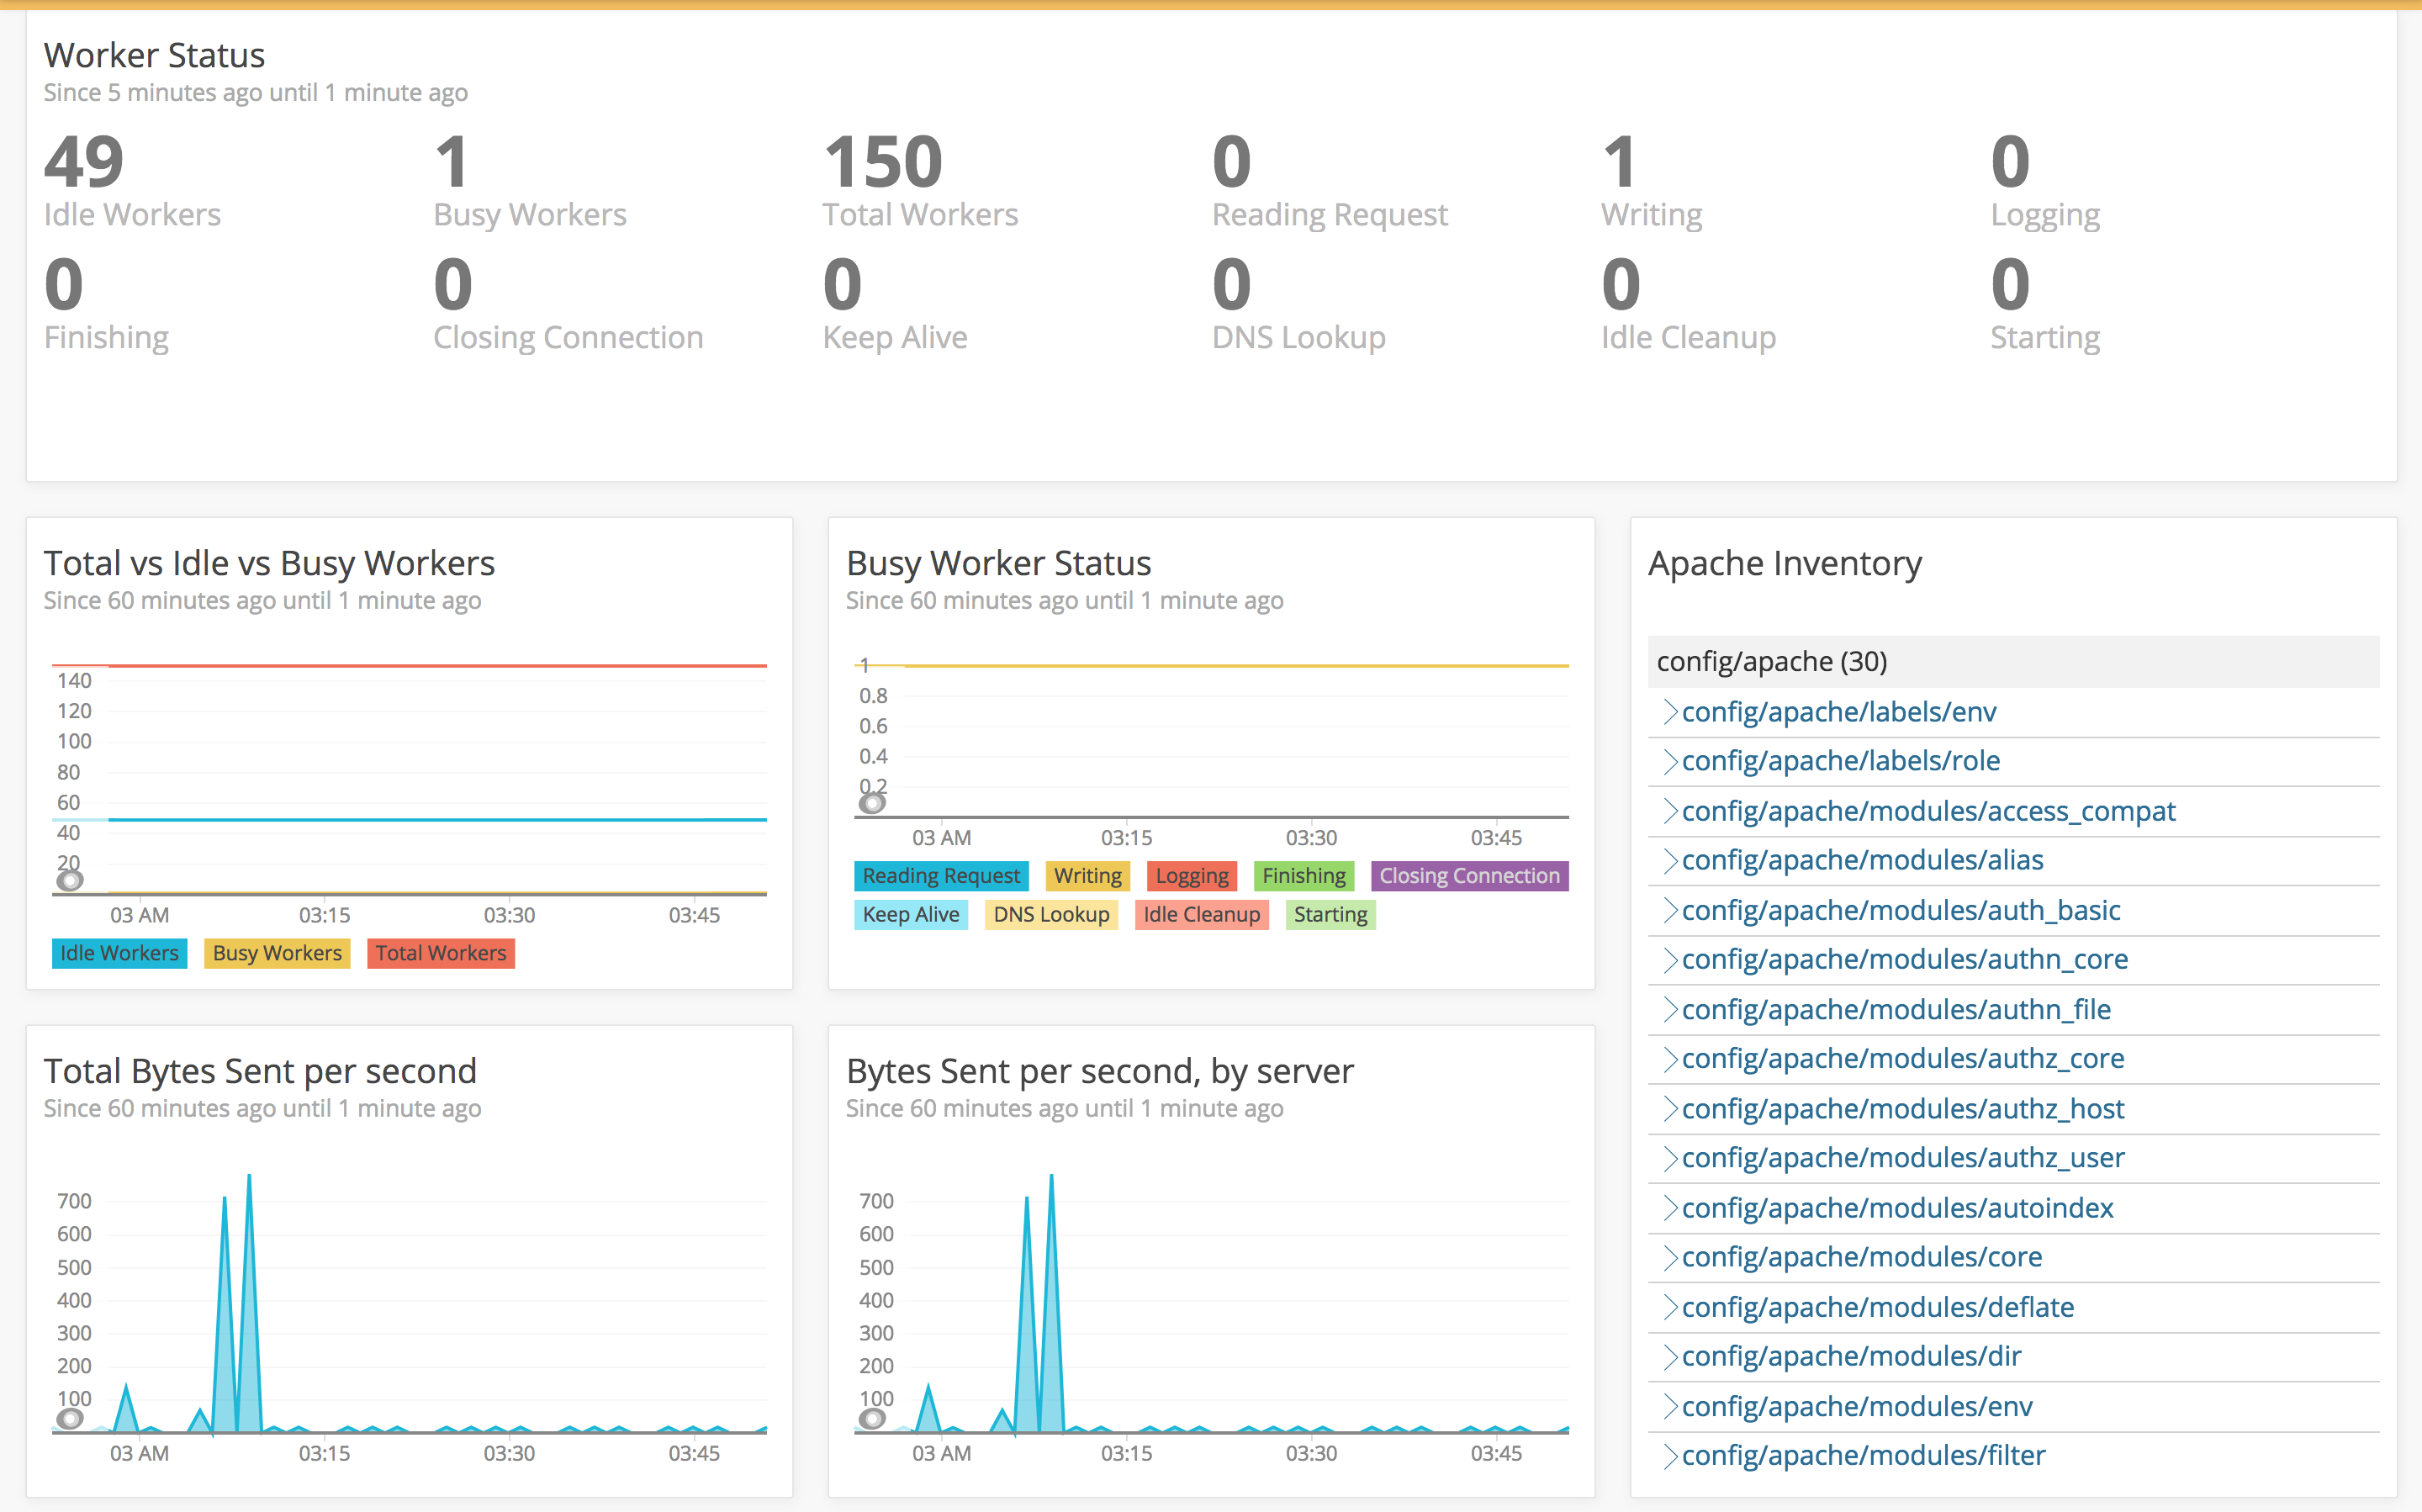 Worker Status
Since 5 minutes ago until 1 minute ago
49 1 150 0 1 0
Idle Workers Busy Workers Total Workers Reading Request Writing Logging
0 0 0 0 0 0
Finishing Closing Connection Keep Alive DNS Lookup Idle Cleanup Starting
Total vs Idle vs Busy Workers
Since 60 minutes ago until 1 minute ago
140
120
100
80
60
40
20
03 AM 03:15 03:30 03:45
Idle Workers Busy Workers Total Workers
Busy Worker Status
Since 60 minutes ago until 1 minute ago
1
0.8
0.6
0.4
0.2
03 AM 03:15 03:30 03:45
Reading Request Writing Logging Finishing Closing Connection
Keep Alive DNS Lookup Idle Cleanup Starting
Total Bytes Sent per second
Since 60 minutes ago until 1 minute ago
700
600
500
400
300
200
100
03 AM 03:15 03:30 03:45
Bytes Sent per second, by server
Since 60 minutes ago until 1 minute ago
700
600
500
400
300
200
100
03 AM 03:15 03:30 03:45
Apache Inventory
config/apache (30)
config/apache/labels/env
config/apache/labels/role
config/apache/modules/access_compat
config/apache/modules/alias
config/apache/modules/auth_basic
config/apache/modules/authn_core
config/apache/modules/authn_file
config/apache/modules/authz_core
config/apache/modules/authz_host
config/apache/modules/authz_user
config/apache/modules/autoindex
config/apache/modules/core
config/apache/modules/deflate
config/apache/modules/dir
config/apache/modules/env
config/apache/modules/filter